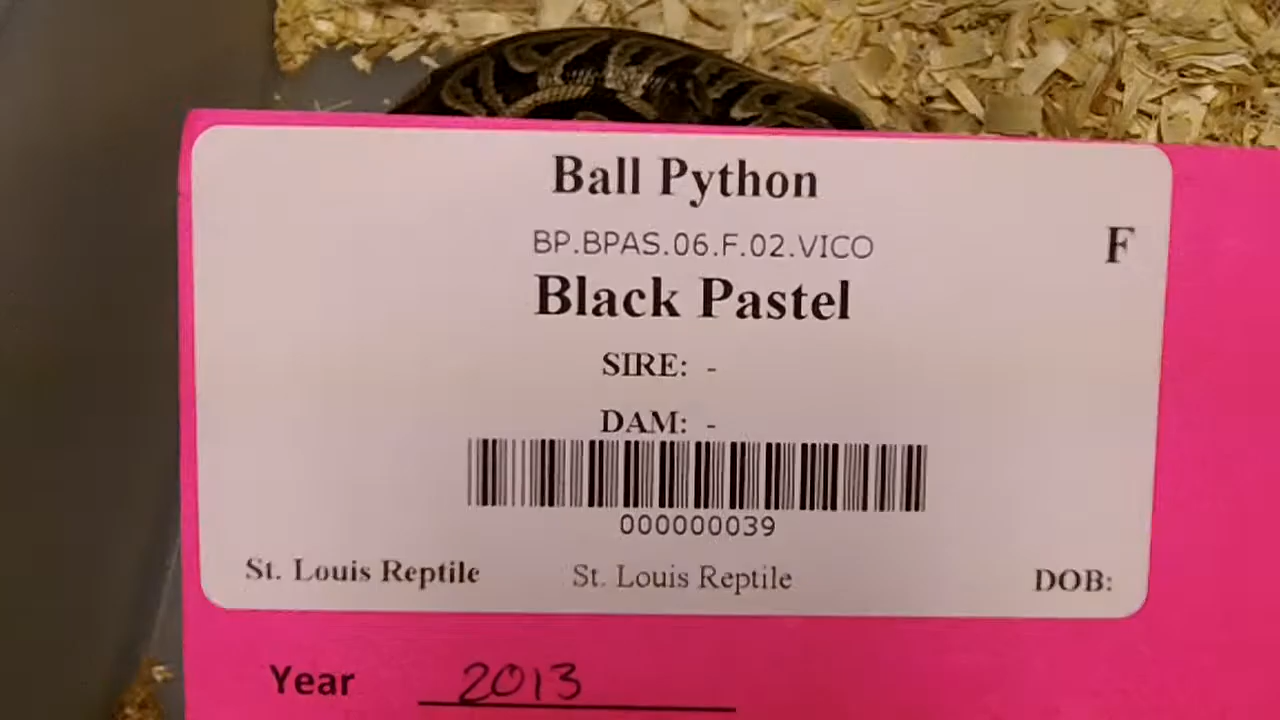 Ball Python
BP.BPAS.06.F.02.VICO
F
Black Pastel
SIRE: -
DAM: -
000000039
St. Louis Reptile St. Louis Reptile DOB:
Year 2013